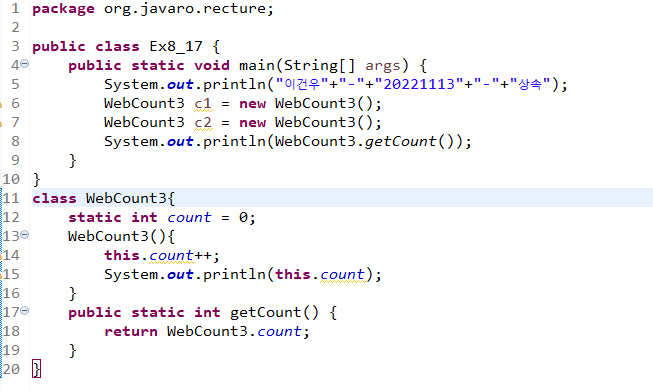 1 package org.javaro.recture;
2
3 public class Ex8_17 {
4     public static void main(String[] args) {
5         System.out.println("이건우"+"-"+"20221113"+"-"+"상속");
6         WebCount3 c1 = new WebCount3();
7         WebCount3 c2 = new WebCount3();
8         System.out.println(WebCount3.getCount());
9     }
10 }
11 class WebCount3{
12     static int count = 0;
13     WebCount3(){
14         this.count++;
15         System.out.println(this.count);
16     }
17     public static int getCount() {
18         return WebCount3.count;
19     }
20 }